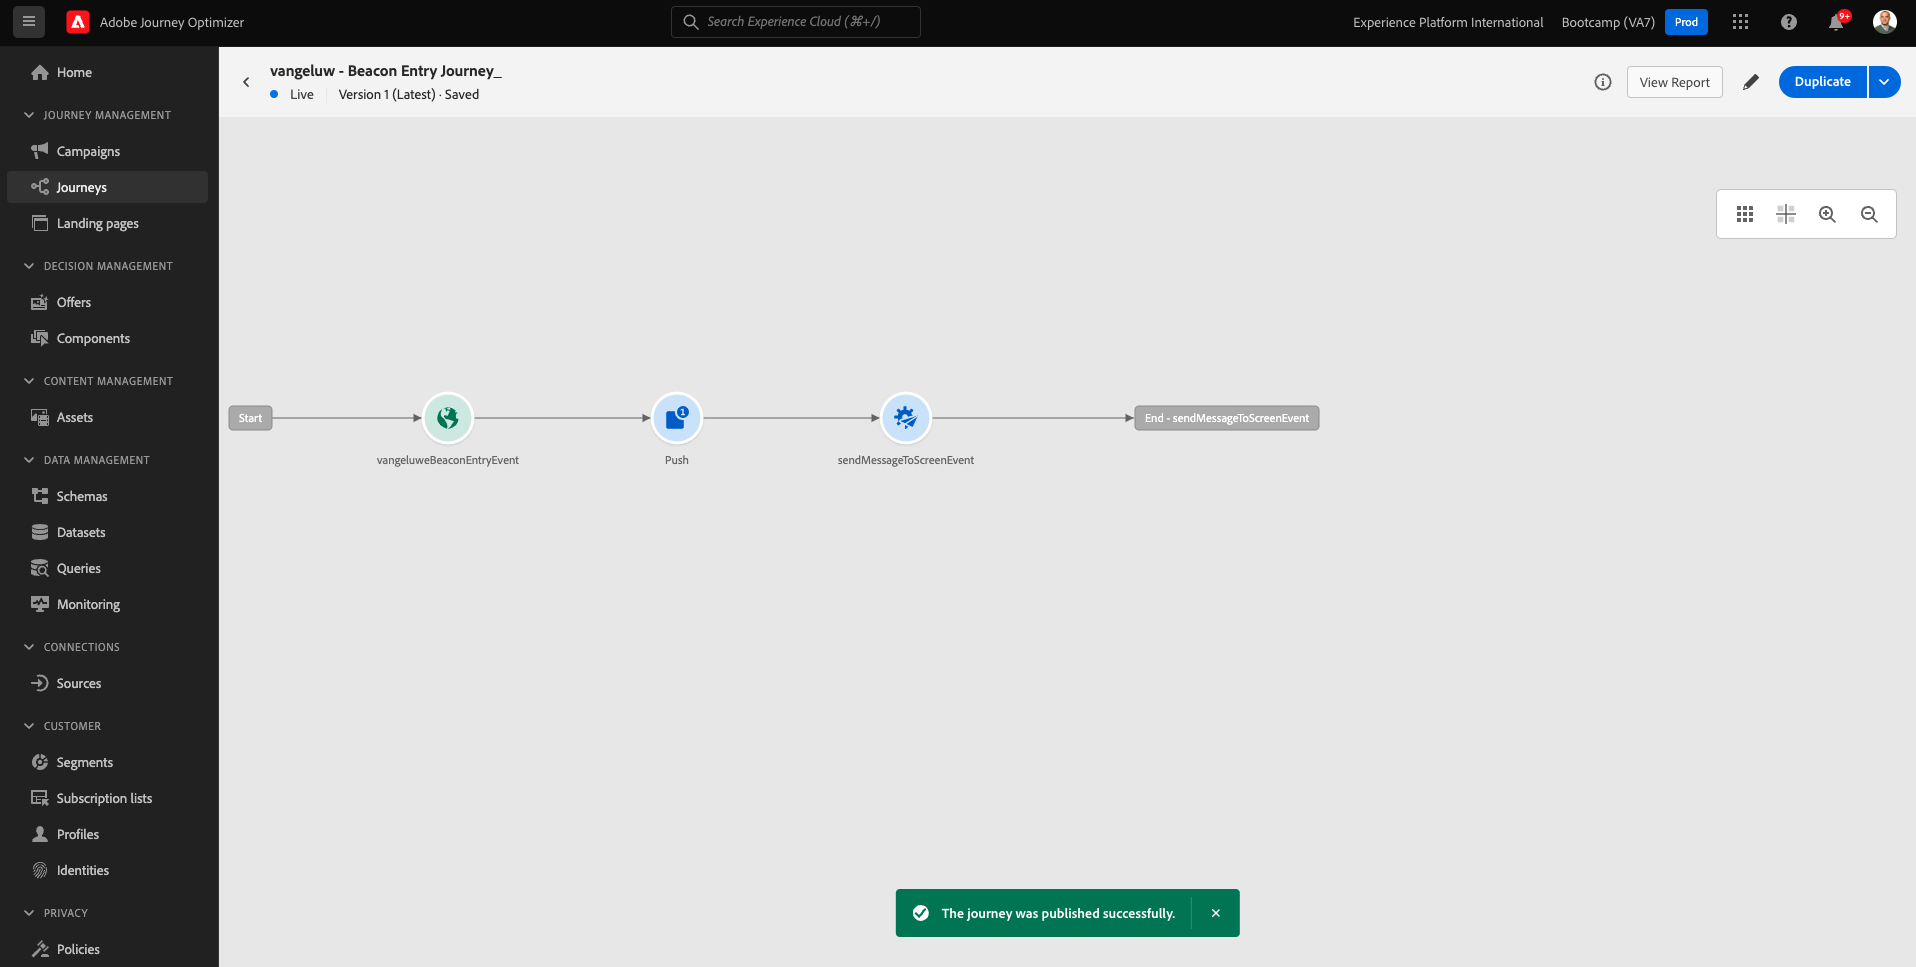 Adobe Journey Optimizer
Search Experience Cloud (⌘+/)
Experience Platform International
Bootcamp (VA7)
Prod
9+
Home
JOURNEY MANAGEMENT
Campaigns
Journeys
Landing pages
DECISION MANAGEMENT
Offers
Components
CONTENT MANAGEMENT
Assets
DATA MANAGEMENT
Schemas
Datasets
Queries
Monitoring
CONNECTIONS
Sources
CUSTOMER
Segments
Subscription lists
Profiles
Identities
PRIVACY
Policies
vangeluw - Beacon Entry Journey_
Live
Version 1 (Latest) · Saved
View Report
Duplicate
Start
vangeluweBeaconEntryEvent
1
Push
sendMessageToScreenEvent
End - sendMessageToScreenEvent
The journey was published successfully.